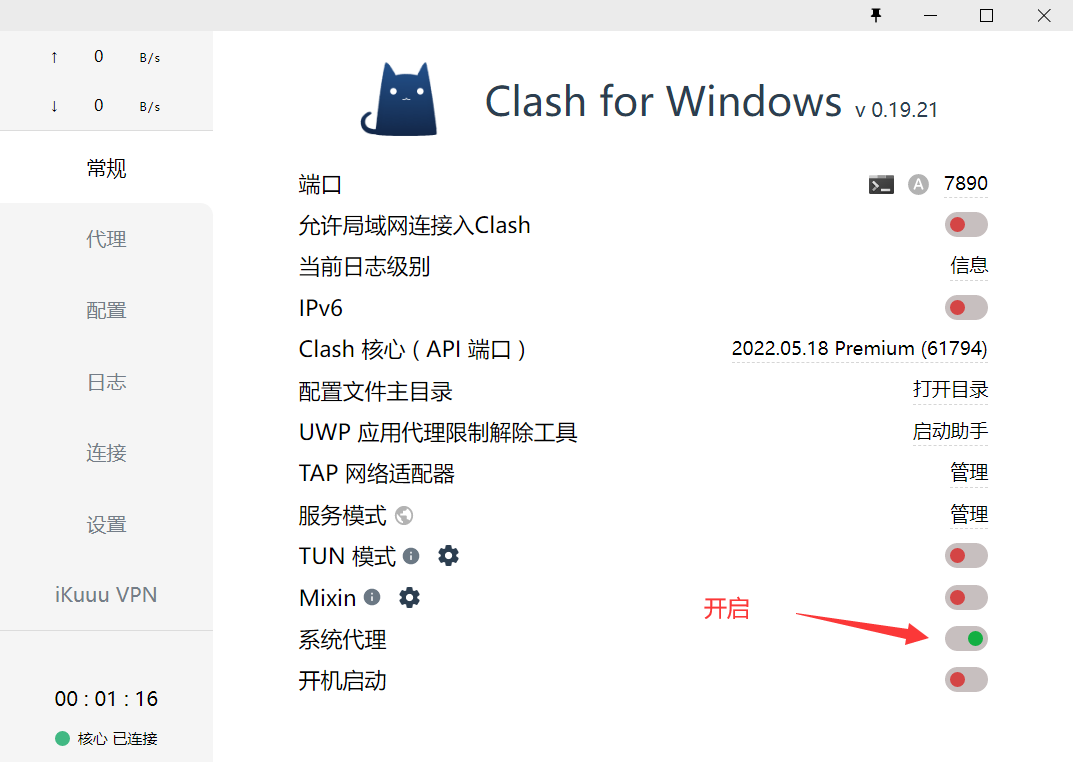 ↑ 0 B/s
↓ 0 B/s
常规
代理
配置
日志
连接
设置
iKuuu VPN
00 : 01 : 16
核心 已连接
Clash for Windows v 0.19.21
端口 A 7890
允许局域网连接入Clash
当前日志级别 信息
IPv6
Clash 核心 ( API 端口 ) 2022.05.18 Premium (61794)
配置文件主目录 打开目录
UWP 应用代理限制解除工具 启动助手
TAP 网络适配器 管理
服务模式 管理
TUN 模式
Mixin
开启
系统代理
开机启动